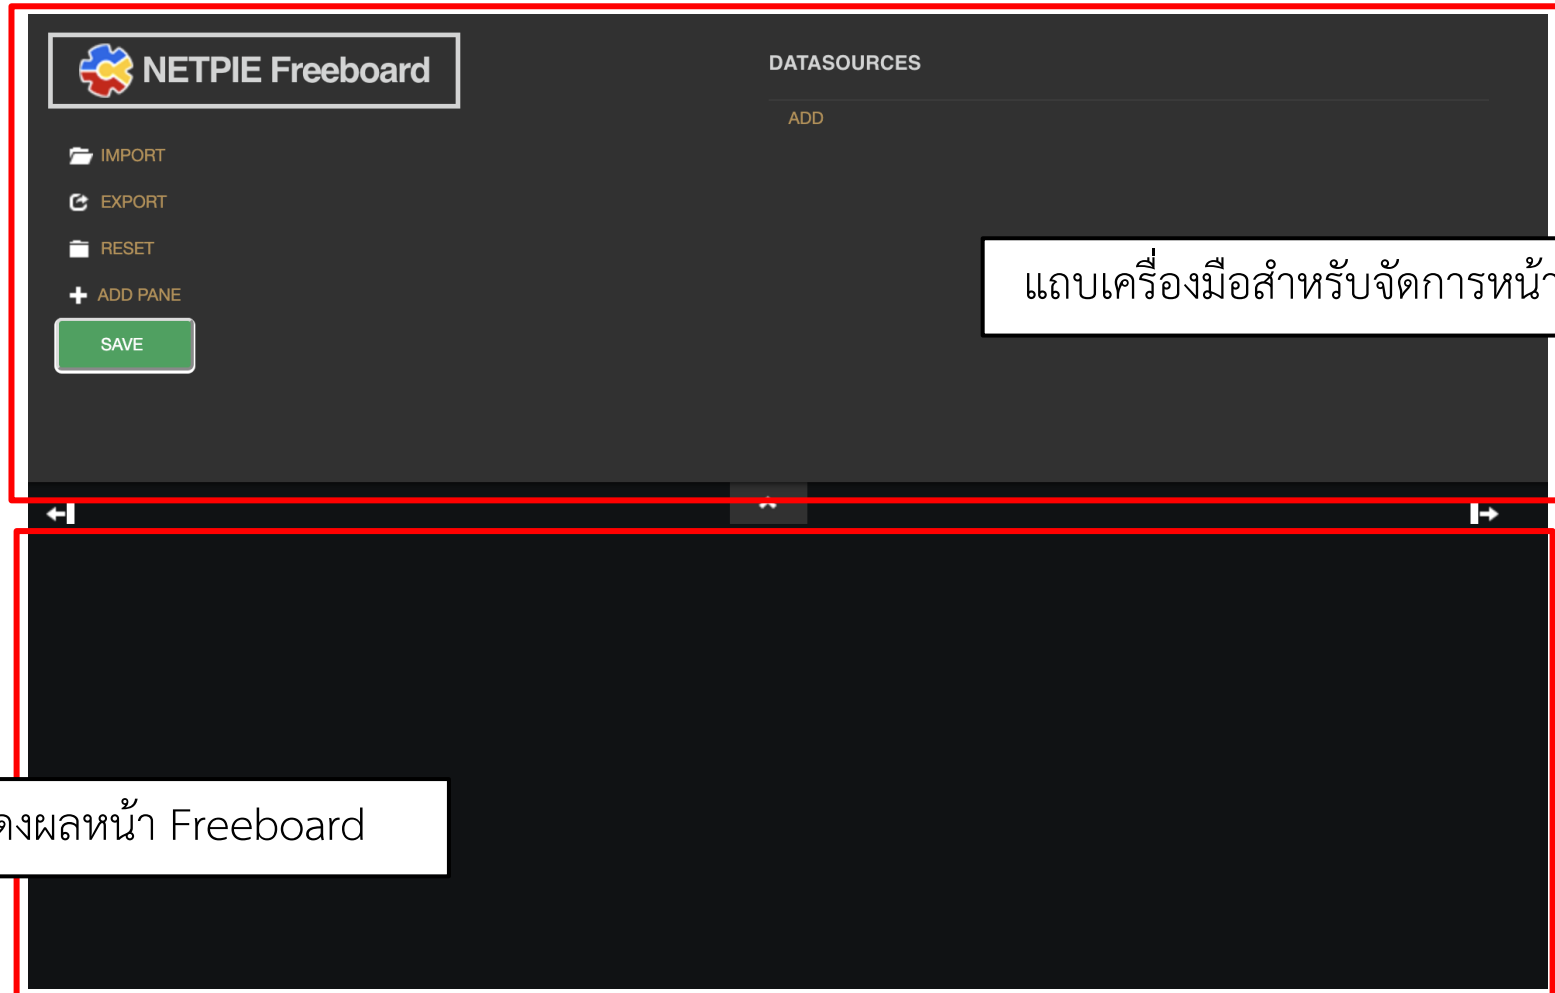 NETPIE Freeboard
DATASOURCES
ADD
IMPORT
EXPORT
RESET
ADD PANE
SAVE
แถบเครื่องมือสำหรับจัดการหน้า
ผลหน้า Freeboard